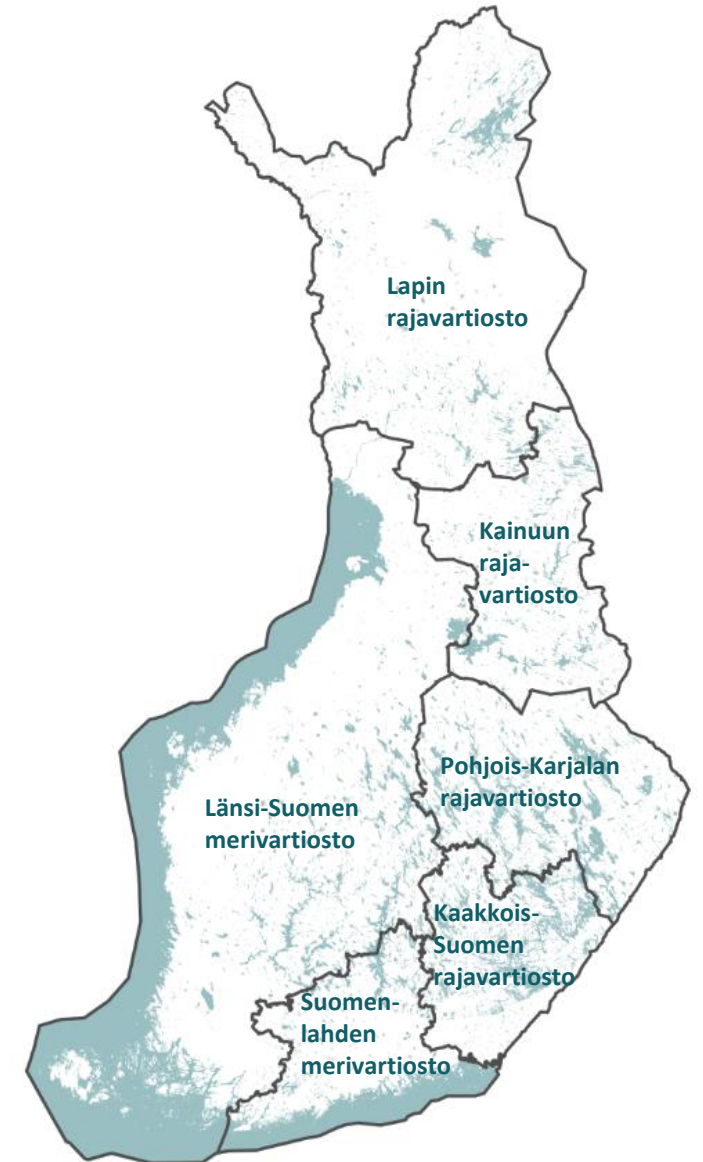 Lapin
rajavartiosto
Kainuun
raja-
vartiosto
Pohjois-Karjalan
rajavartiosto
Länsi-Suomen
merivartiosto
Kaakkois-
Suomen
rajavartiosto
Suomen-
lahden
merivartiosto